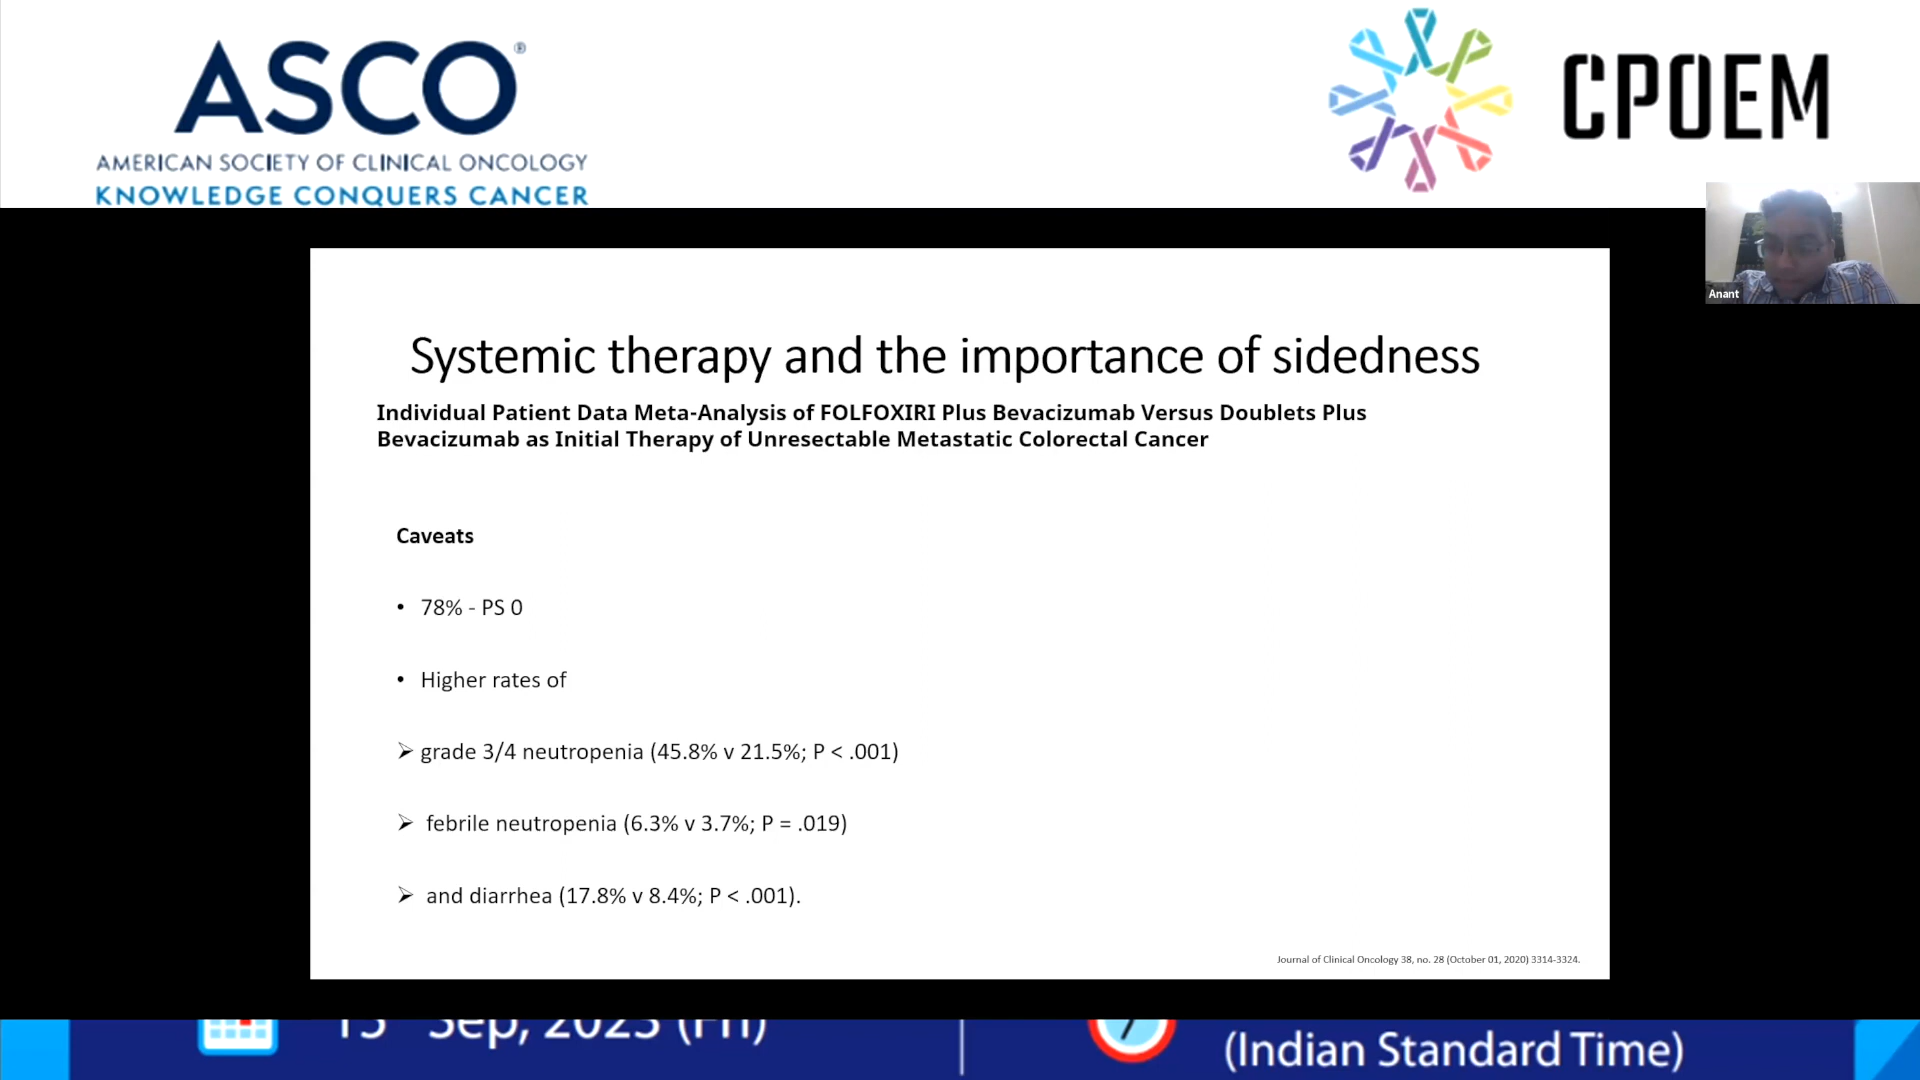 ASCO®
AMERICAN SOCIETY OF CLINICAL ONCOLOGY
KNOWLEDGE CONQUERS CANCER
CPOEM
Anant
Systemic therapy and the importance of sidedness
Individual Patient Data Meta-Analysis of FOLFOXIRI Plus Bevacizumab Versus Doublets Plus
Bevacizumab as Initial Therapy of Unresectable Metastatic Colorectal Cancer
Caveats
• 78% - PS 0
• Higher rates of
➢ grade 3/4 neutropenia (45.8% v 21.5%; P < .001)
➢ febrile neutropenia (6.3% v 3.7%; P = .019)
➢ and diarrhea (17.8% v 8.4%; P < .001).
Journal of Clinical Oncology 38, no. 28 (October 01, 2020) 3314-3324.
Sep, 2023 (Fri)
(Indian Standard Time)